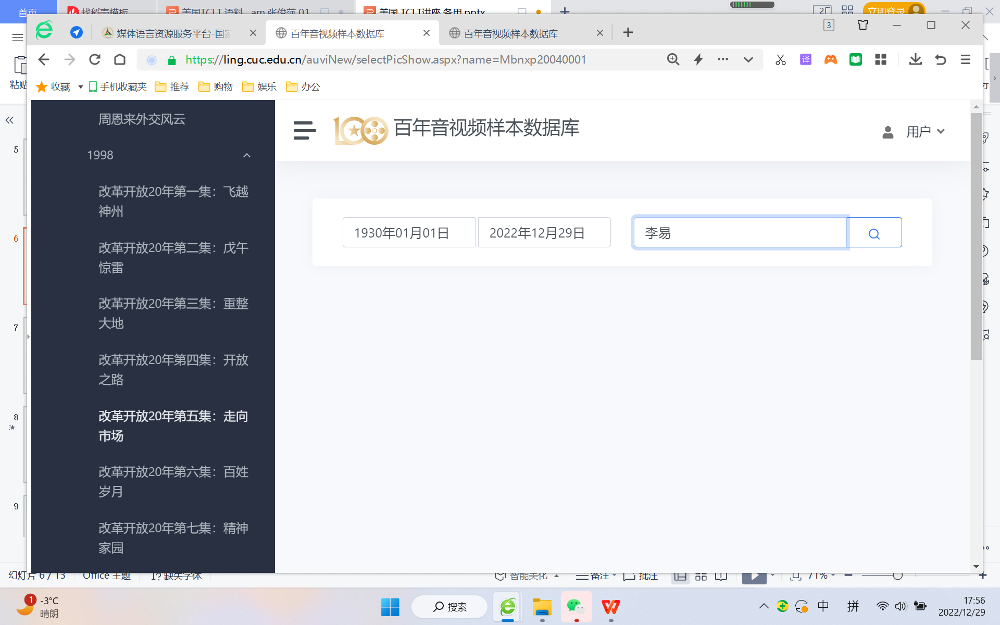 首页
找稻壳模板
美国TCLT 语料...am 张俊萍 01
美国 TCLT讲座 备用.pptx
立即登录
媒体语言资源服务平台-国家
百年音视频样本数据库
百年音视频样本数据库
3
https://ling.cuc.edu.cn/auviNew/selectPicShow.aspx?name=Mbnxp20040001
译
粘贴
收藏
手机收藏夹
推荐
购物
娱乐
办公
周恩来外交风云
1998
改革开放20年第一集：飞越
神州
改革开放20年第二集：戊午
惊雷
改革开放20年第三集：重整
大地
改革开放20年第四集：开放
之路
改革开放20年第五集：走向
市场
改革开放20年第六集：百姓
岁月
改革开放20年第七集：精神
家园
100
百年音视频样本数据库
用户
1930年01月01日
2022年12月29日
李易
5
6
7
8
9
幻灯片 6 / 13
Office 主题
缺失字体
智能美化
备注
批注
71%
1
-3°C
晴朗
搜索
中
拼
17:56
2022/12/29